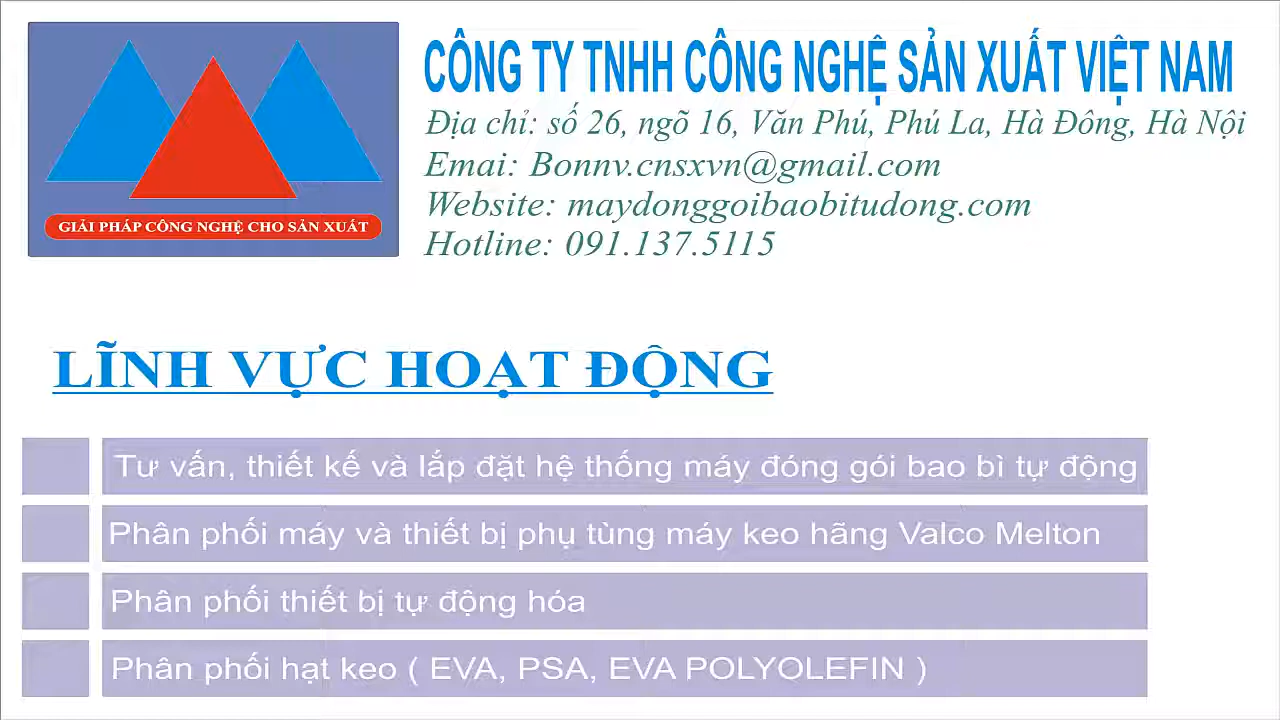 GIẢI PHÁP CÔNG NGHỆ CHO SẢN XUẤT
CÔNG TY TNHH CÔNG NGHỆ SẢN XUẤT VIỆT NAM
Địa chỉ: số 26, ngõ 16, Văn Phú, Phú La, Hà Đông, Hà Nội
Emai: Bonnv.cnsxvn@gmail.com
Website: maydonggoibaobitudong.com
Hotline: 091.137.5115
LĨNH VỰC HOẠT ĐỘNG
Tư vấn, thiết kế và lắp đặt hệ thống máy đóng gói bao bì tự động
Phân phối máy và thiết bị phụ tùng máy keo hãng Valco Melton
Phân phối thiết bị tự động hóa
Phân phối hạt keo ( EVA, PSA, EVA POLYOLEFIN )